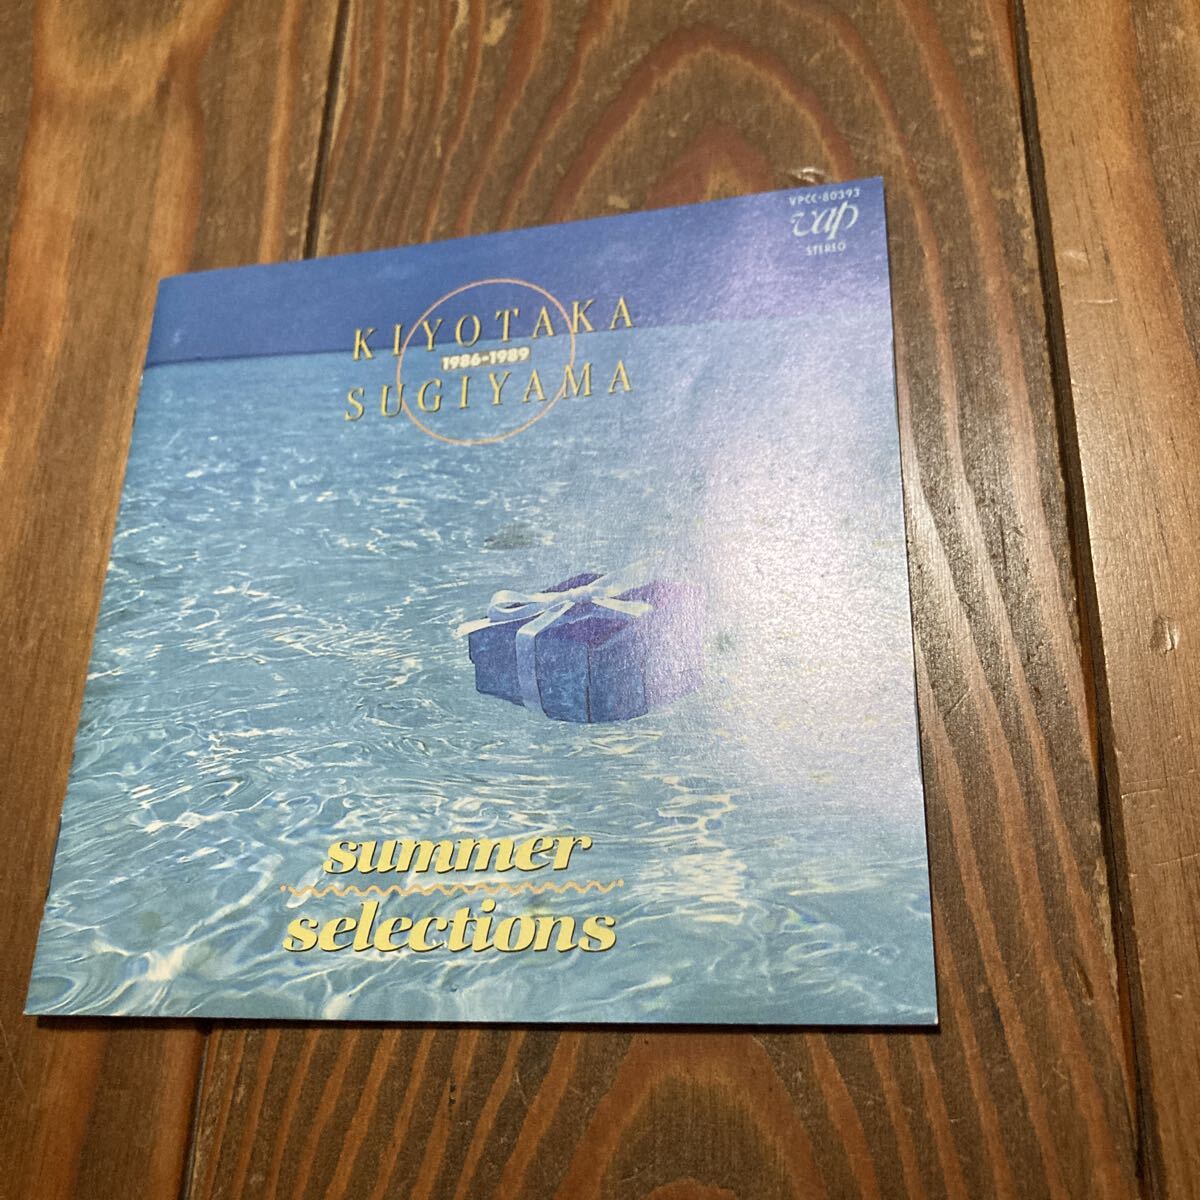 VPCC-80393
vap
STEREO
KIYOTAKA
1986-1989
SUGIYAMA
summer
selections